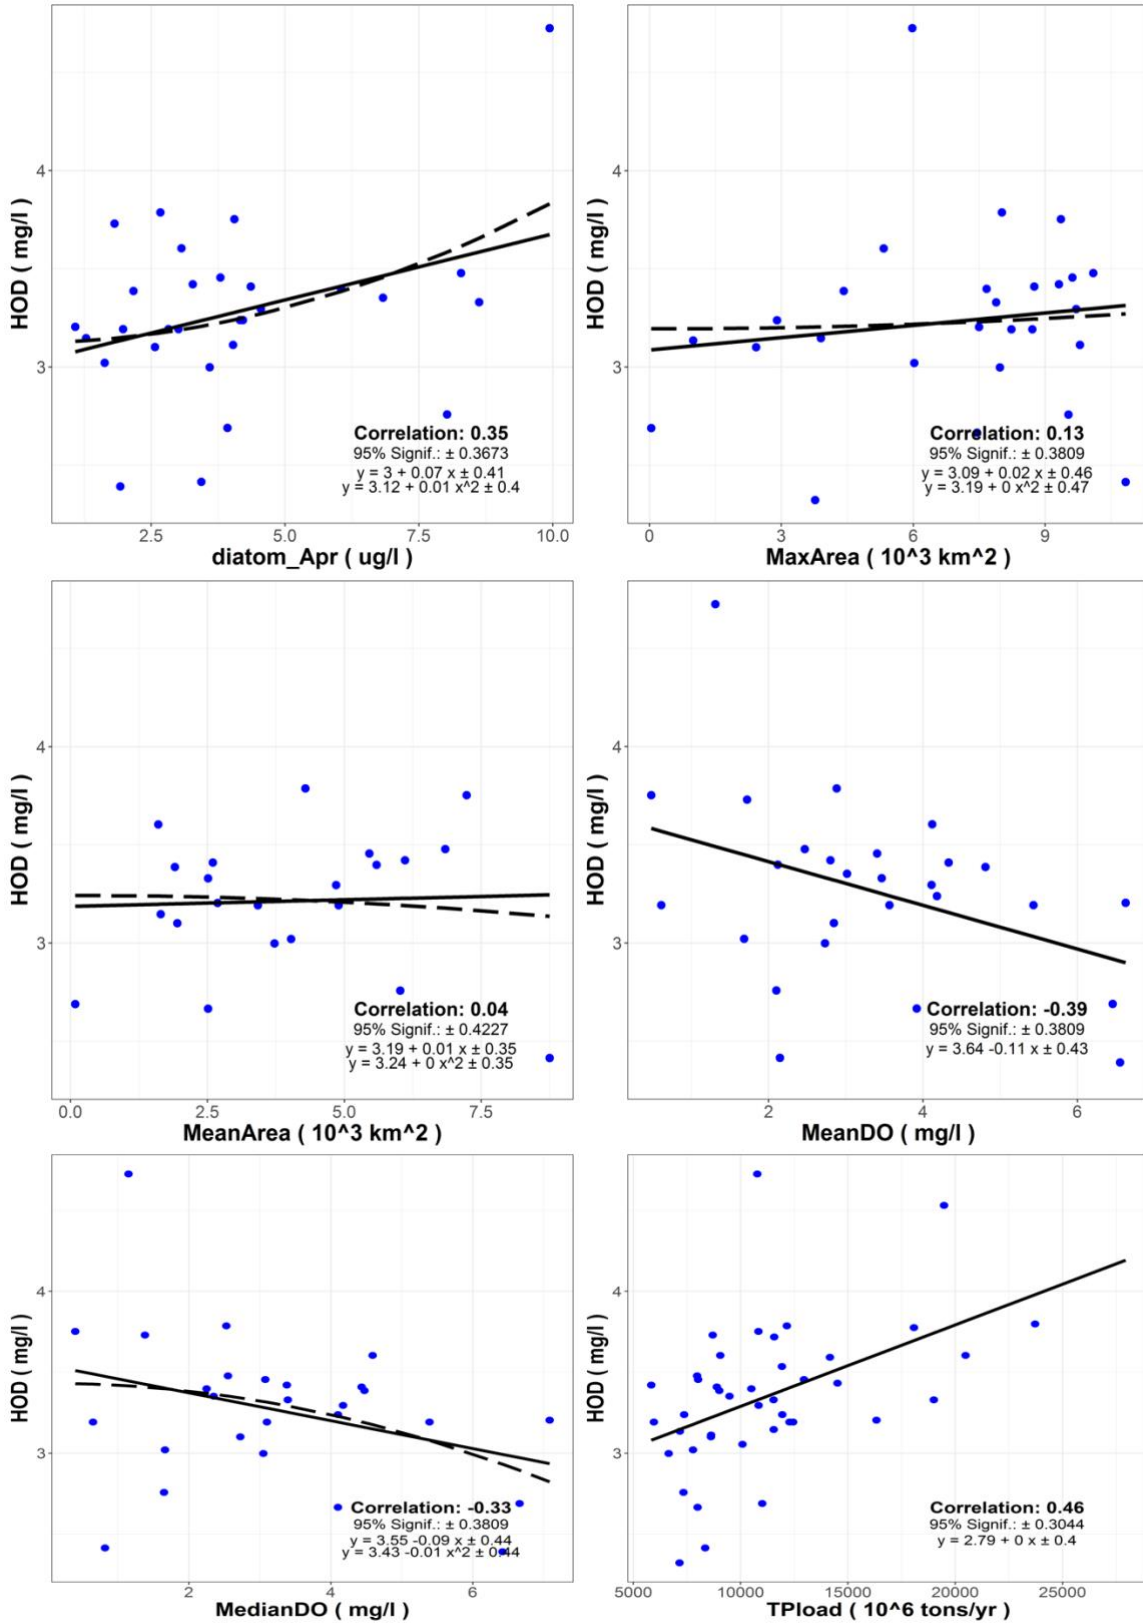 HOD ( mg/l )
4
3
Correlation: 0.35
95% Signif.: ± 0.3673
y = 3 + 0.07 x ± 0.41
y = 3.12 + 0.01 x^2 ± 0.4
2.5 5.0 7.5 10.0
diatom_Apr ( ug/l )
HOD ( mg/l )
4
3
Correlation: 0.13
95% Signif.: ± 0.3809
y = 3.09 + 0.02 x ± 0.46
y = 3.19 + 0 x^2 ± 0.47
0 3 6 9
MaxArea ( 10^3 km^2 )
HOD ( mg/l )
4
3
Correlation: 0.04
95% Signif.: ± 0.4227
y = 3.19 + 0.01 x ± 0.35
y = 3.24 + 0 x^2 ± 0.35
0.0 2.5 5.0 7.5
MeanArea ( 10^3 km^2 )
HOD ( mg/l )
4
3
Correlation: -0.39
95% Signif.: ± 0.3809
y = 3.64 -0.11 x ± 0.43
2 4 6
MeanDO ( mg/l )
HOD ( mg/l )
4
3
Correlation: -0.33
95% Signif.: ± 0.3809
y = 3.55 -0.09 x ± 0.44
y = 3.43 -0.01 x^2 ± 0.44
2 4 6
MedianDO ( mg/l )
HOD ( mg/l )
4
3
Correlation: 0.46
95% Signif.: ± 0.3044
y = 2.79 + 0 x ± 0.4
5000 10000 15000 20000 25000
TPload ( 10^6 tons/yr )